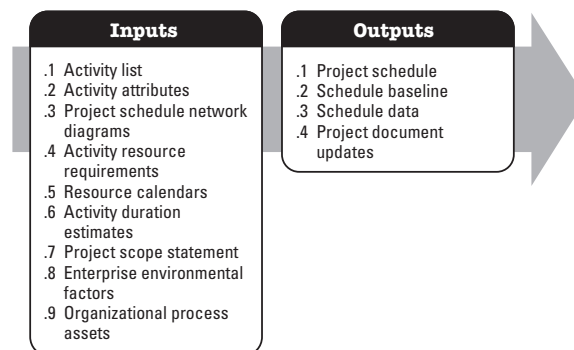 Inputs
.1 Activity list
.2 Activity attributes
.3 Project schedule network
diagrams
.4 Activity resource
requirements
.5 Resource calendars
.6 Activity duration
estimates
.7 Project scope statement
.8 Enterprise environmental
factors
.9 Organizational process
assets
Outputs
.1 Project schedule
.2 Schedule baseline
.3 Schedule data
.4 Project document
updates